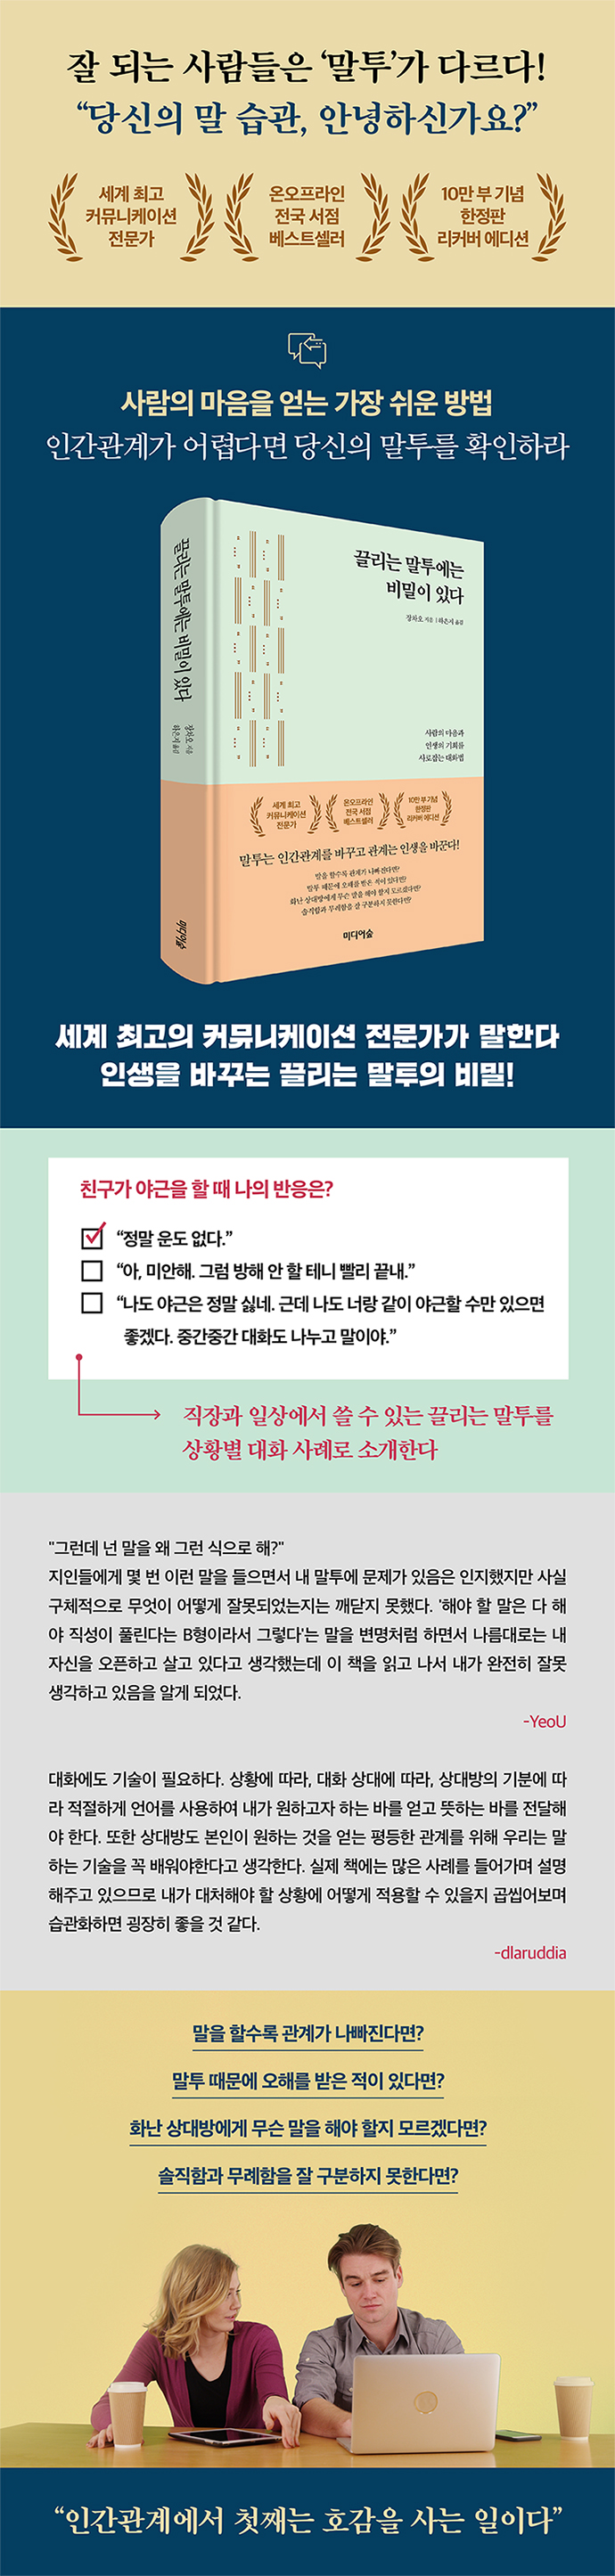 잘 되는 사람들은 ‘말투’가 다르다!
“당신의 말 습관, 안녕하신가요?”
세계 최고
커뮤니케이션
전문가
온오프라인
전국 서점
베스트셀러
10만 부 기념
한정판
리커버 에디션
사람의 마음을 얻는 가장 쉬운 방법
인간관계가 어렵다면 당신의 말투를 확인하라
끌리는 말투에는 비밀이 있다
장차오 지음
하은지 옮김
미디어숲
끌리는 말투에는
비밀이 있다
장차오 지음 | 하은지 옮김
사람의 마음과
인생의 기회를
사로잡는 대화법
세계 최고
커뮤니케이션
전문가
온오프라인
전국 서점
베스트셀러
10만 부 기념
한정판
리커버 에디션
말투는 인간관계를 바꾸고 관계는 인생을 바꾼다!
말을 할수록 관계가 나빠진다면?
말투 때문에 오해를 받은 적이 있다면?
화난 상대방에게 무슨 말을 해야 할지 모르겠다면?
솔직함과 무례함을 잘 구분하지 못한다면?
미디어숲
세계 최고의 커뮤니케이션 전문가가 말한다
인생을 바꾸는 끌리는 말투의 비밀!
친구가 야근을 할 때 나의 반응은?
“정말 운도 없다.”
“아, 미안해. 그럼 방해 안 할 테니 빨리 끝내.”
“나도 야근은 정말 싫네. 근데 나도 너랑 같이 야근할 수만 있으면
좋겠다. 중간중간 대화도 나누고 말이야.”
직장과 일상에서 쓸 수 있는 끌리는 말투를
상황별 대화 사례로 소개한다
"그런데 넌 말을 왜 그런 식으로 해?"
지인들에게 몇 번 이런 말을 들으면서 내 말투에 문제가 있음은 인지했지만 사실
구체적으로 무엇이 어떻게 잘못되었는지는 깨닫지 못했다. '해야 할 말은 다 해
야 직성이 풀린다는 B형이라서 그렇다'는 말을 변명처럼 하면서 나름대로는 내
자신을 오픈하고 살고 있다고 생각했는데 이 책을 읽고 나서 내가 완전히 잘못
생각하고 있음을 알게 되었다.
-YeoU
대화에도 기술이 필요하다. 상황에 따라, 대화 상대에 따라, 상대방의 기분에 따
라 적절하게 언어를 사용하여 내가 원하고자 하는 바를 얻고 뜻하는 바를 전달해
야 한다. 또한 상대방도 본인이 원하는 것을 얻는 평등한 관계를 위해 우리는 말
하는 기술을 꼭 배워야한다고 생각한다. 실제 책에는 많은 사례를 들어가며 설명
해주고 있으므로 내가 대처해야 할 상황에 어떻게 적용할 수 있을지 곱씹어보며
습관화하면 굉장히 좋을 것 같다.
-dlaruddia
말을 할수록 관계가 나빠진다면?
말투 때문에 오해를 받은 적이 있다면?
화난 상대방에게 무슨 말을 해야 할지 모르겠다면?
솔직함과 무례함을 잘 구분하지 못한다면?
“인간관계에서 첫째는 호감을 사는 일이다”